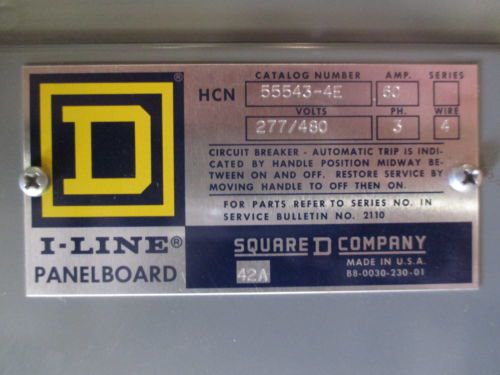 D®
CATALOG NUMBER AMP. SERIES
HCN 55543-4E 60
VOLTS PH. WIRE
277/480 3 4
CIRCUIT BREAKER - AUTOMATIC TRIP IS INDI-
CATED BY HANDLE POSITION MIDWAY BE-
TWEEN ON AND OFF. RESTORE SERVICE BY
MOVING HANDLE TO OFF THEN ON.
FOR PARTS REFER TO SERIES NO. IN
SERVICE BULLETIN NO. 2110
I-LINE®
PANELBOARD
SQUARE D COMPANY
42A
MADE IN U.S.A.
B8-0030-230-01